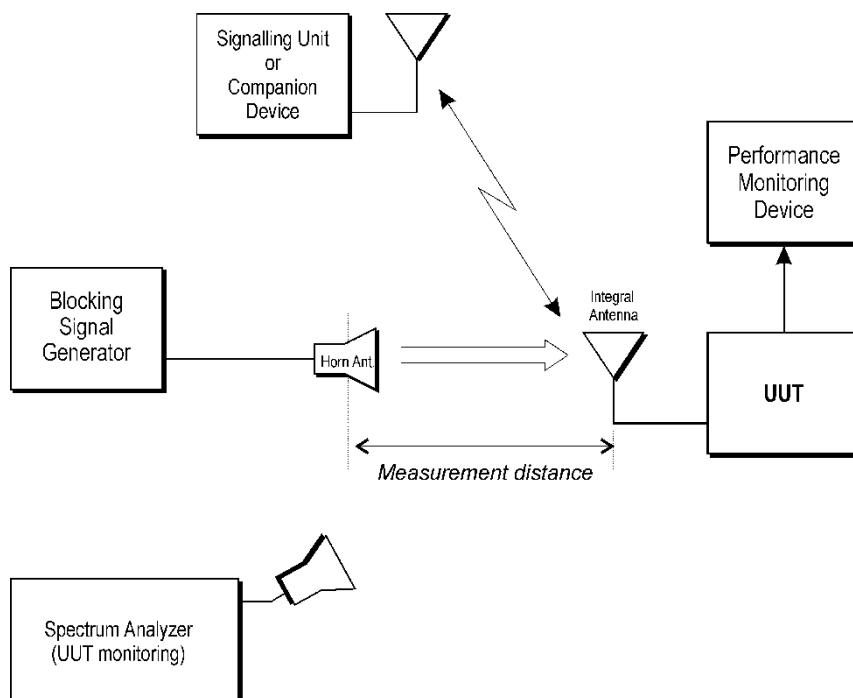 Signalling Unit
or
Companion
Device
Performance
Monitoring
Device
Blocking
Signal
Generator
Horn Ant.
Integral
Antenna
UUT
Measurement distance
Spectrum Analyzer
(UUT monitoring)